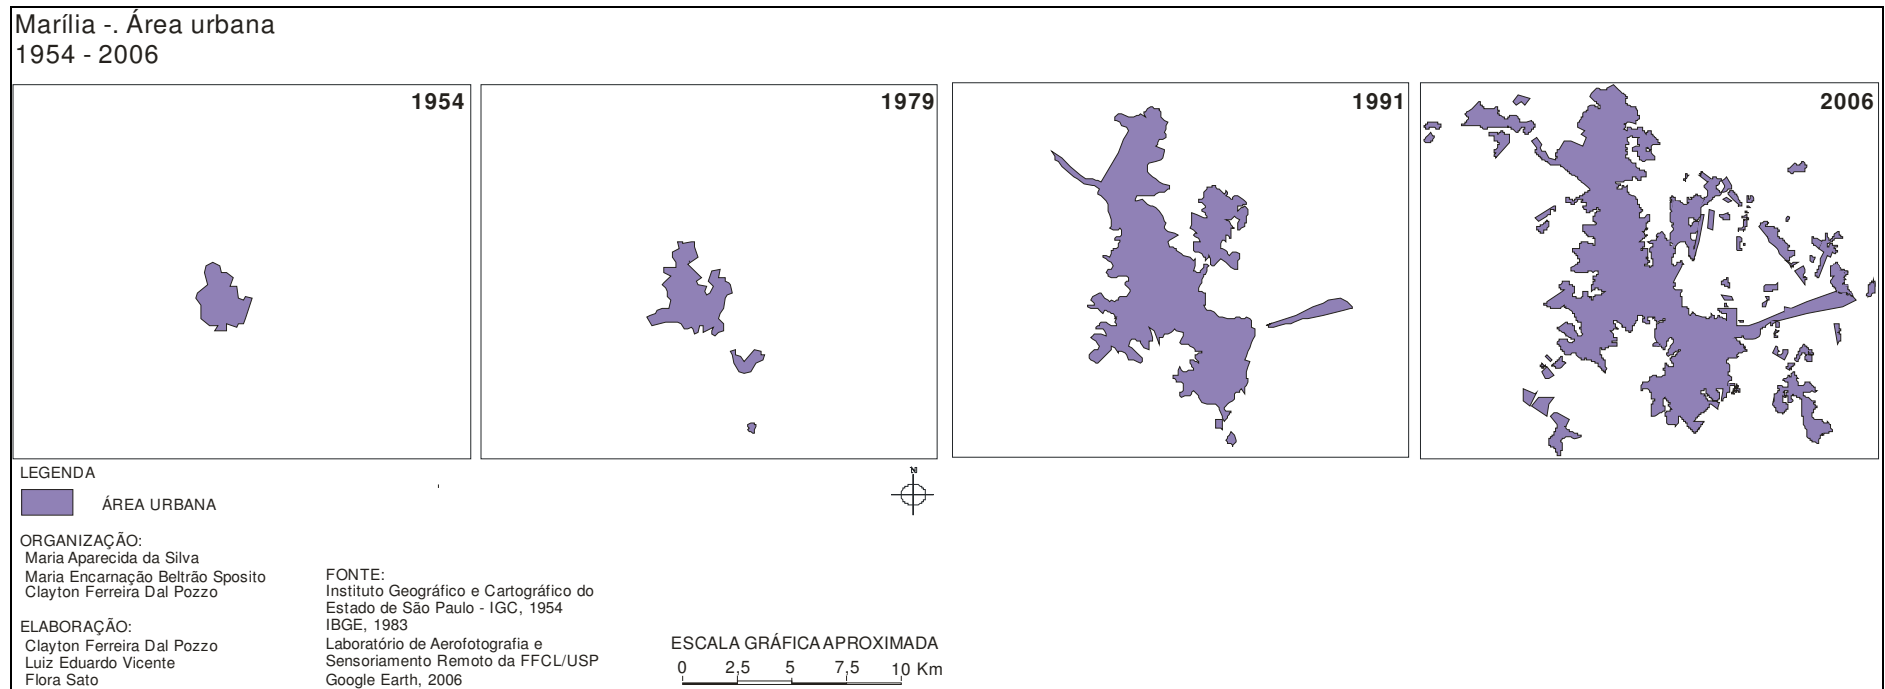 Marília -. Área urbana
1954 - 2006
1954
1979
1991
2006
LEGENDA
ÁREA URBANA
N
ORGANIZAÇÃO:
Maria Aparecida da Silva
Maria Encarnação Beltrão Sposito
Clayton Ferreira Dal Pozzo
ELABORAÇÃO:
Clayton Ferreira Dal Pozzo
Luiz Eduardo Vicente
Flora Sato
FONTE:
Instituto Geográfico e Cartográfico do
Estado de São Paulo - IGC, 1954
IBGE, 1983
Laboratório de Aerofotografia e
Sensoriamento Remoto da FFCL/USP
Google Earth, 2006
ESCALA GRÁFICA APROXIMADA
0 2,5 5 7,5 10 Km